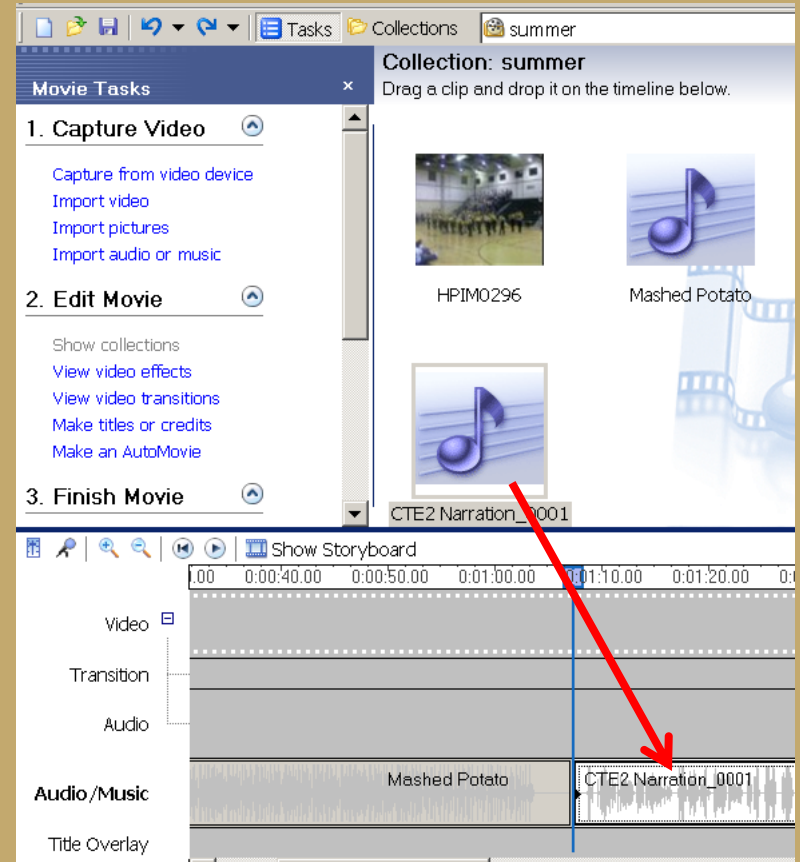 Tasks Collections summer
Movie Tasks ×
Collection: summer
Drag a clip and drop it on the timeline below.
1. Capture Video
Capture from video device
Import video
Import pictures
Import audio or music
2. Edit Movie
Show collections
View video effects
View video transitions
Make titles or credits
Make an AutoMovie
3. Finish Movie
HPIM0296
Mashed Potato
CTE2 Narration_0001
Show Storyboard
0:00:40.00 0:00:50.00 0:01:00.00 0:01:10.00 0:01:20.00
Video
Transition
Audio
Audio/Music
Mashed Potato
CTE2 Narration_0001
Title Overlay